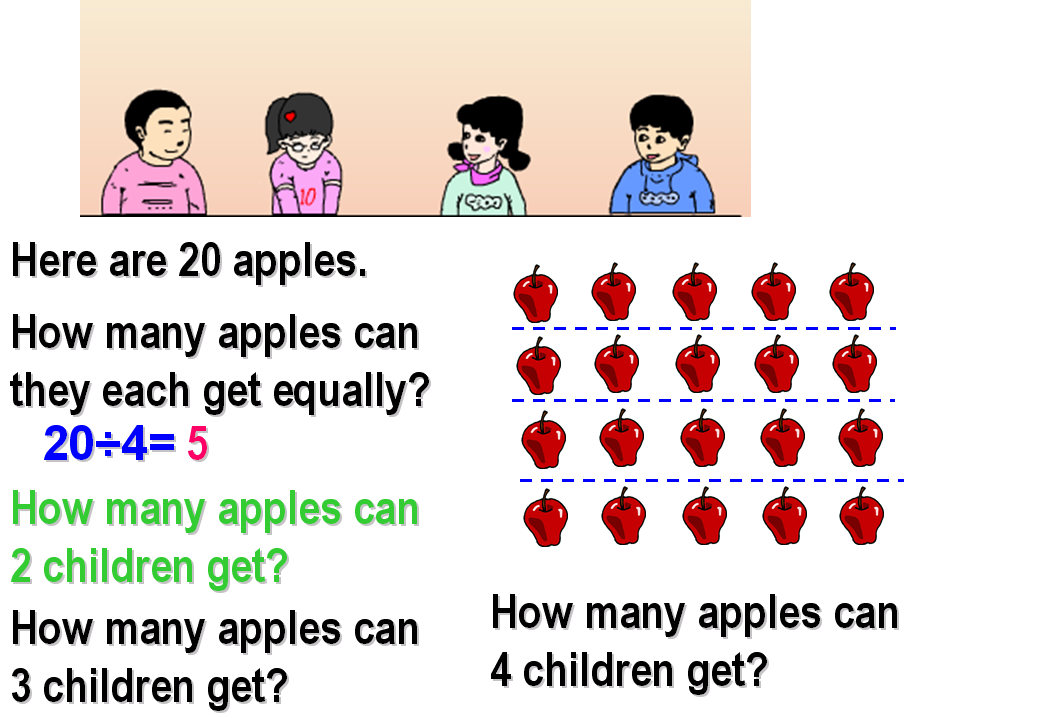 10
Here are 20 apples.
How many apples can
they each get equally?
20÷4= 5
How many apples can
2 children get?
How many apples can
3 children get?
How many apples can
4 children get?